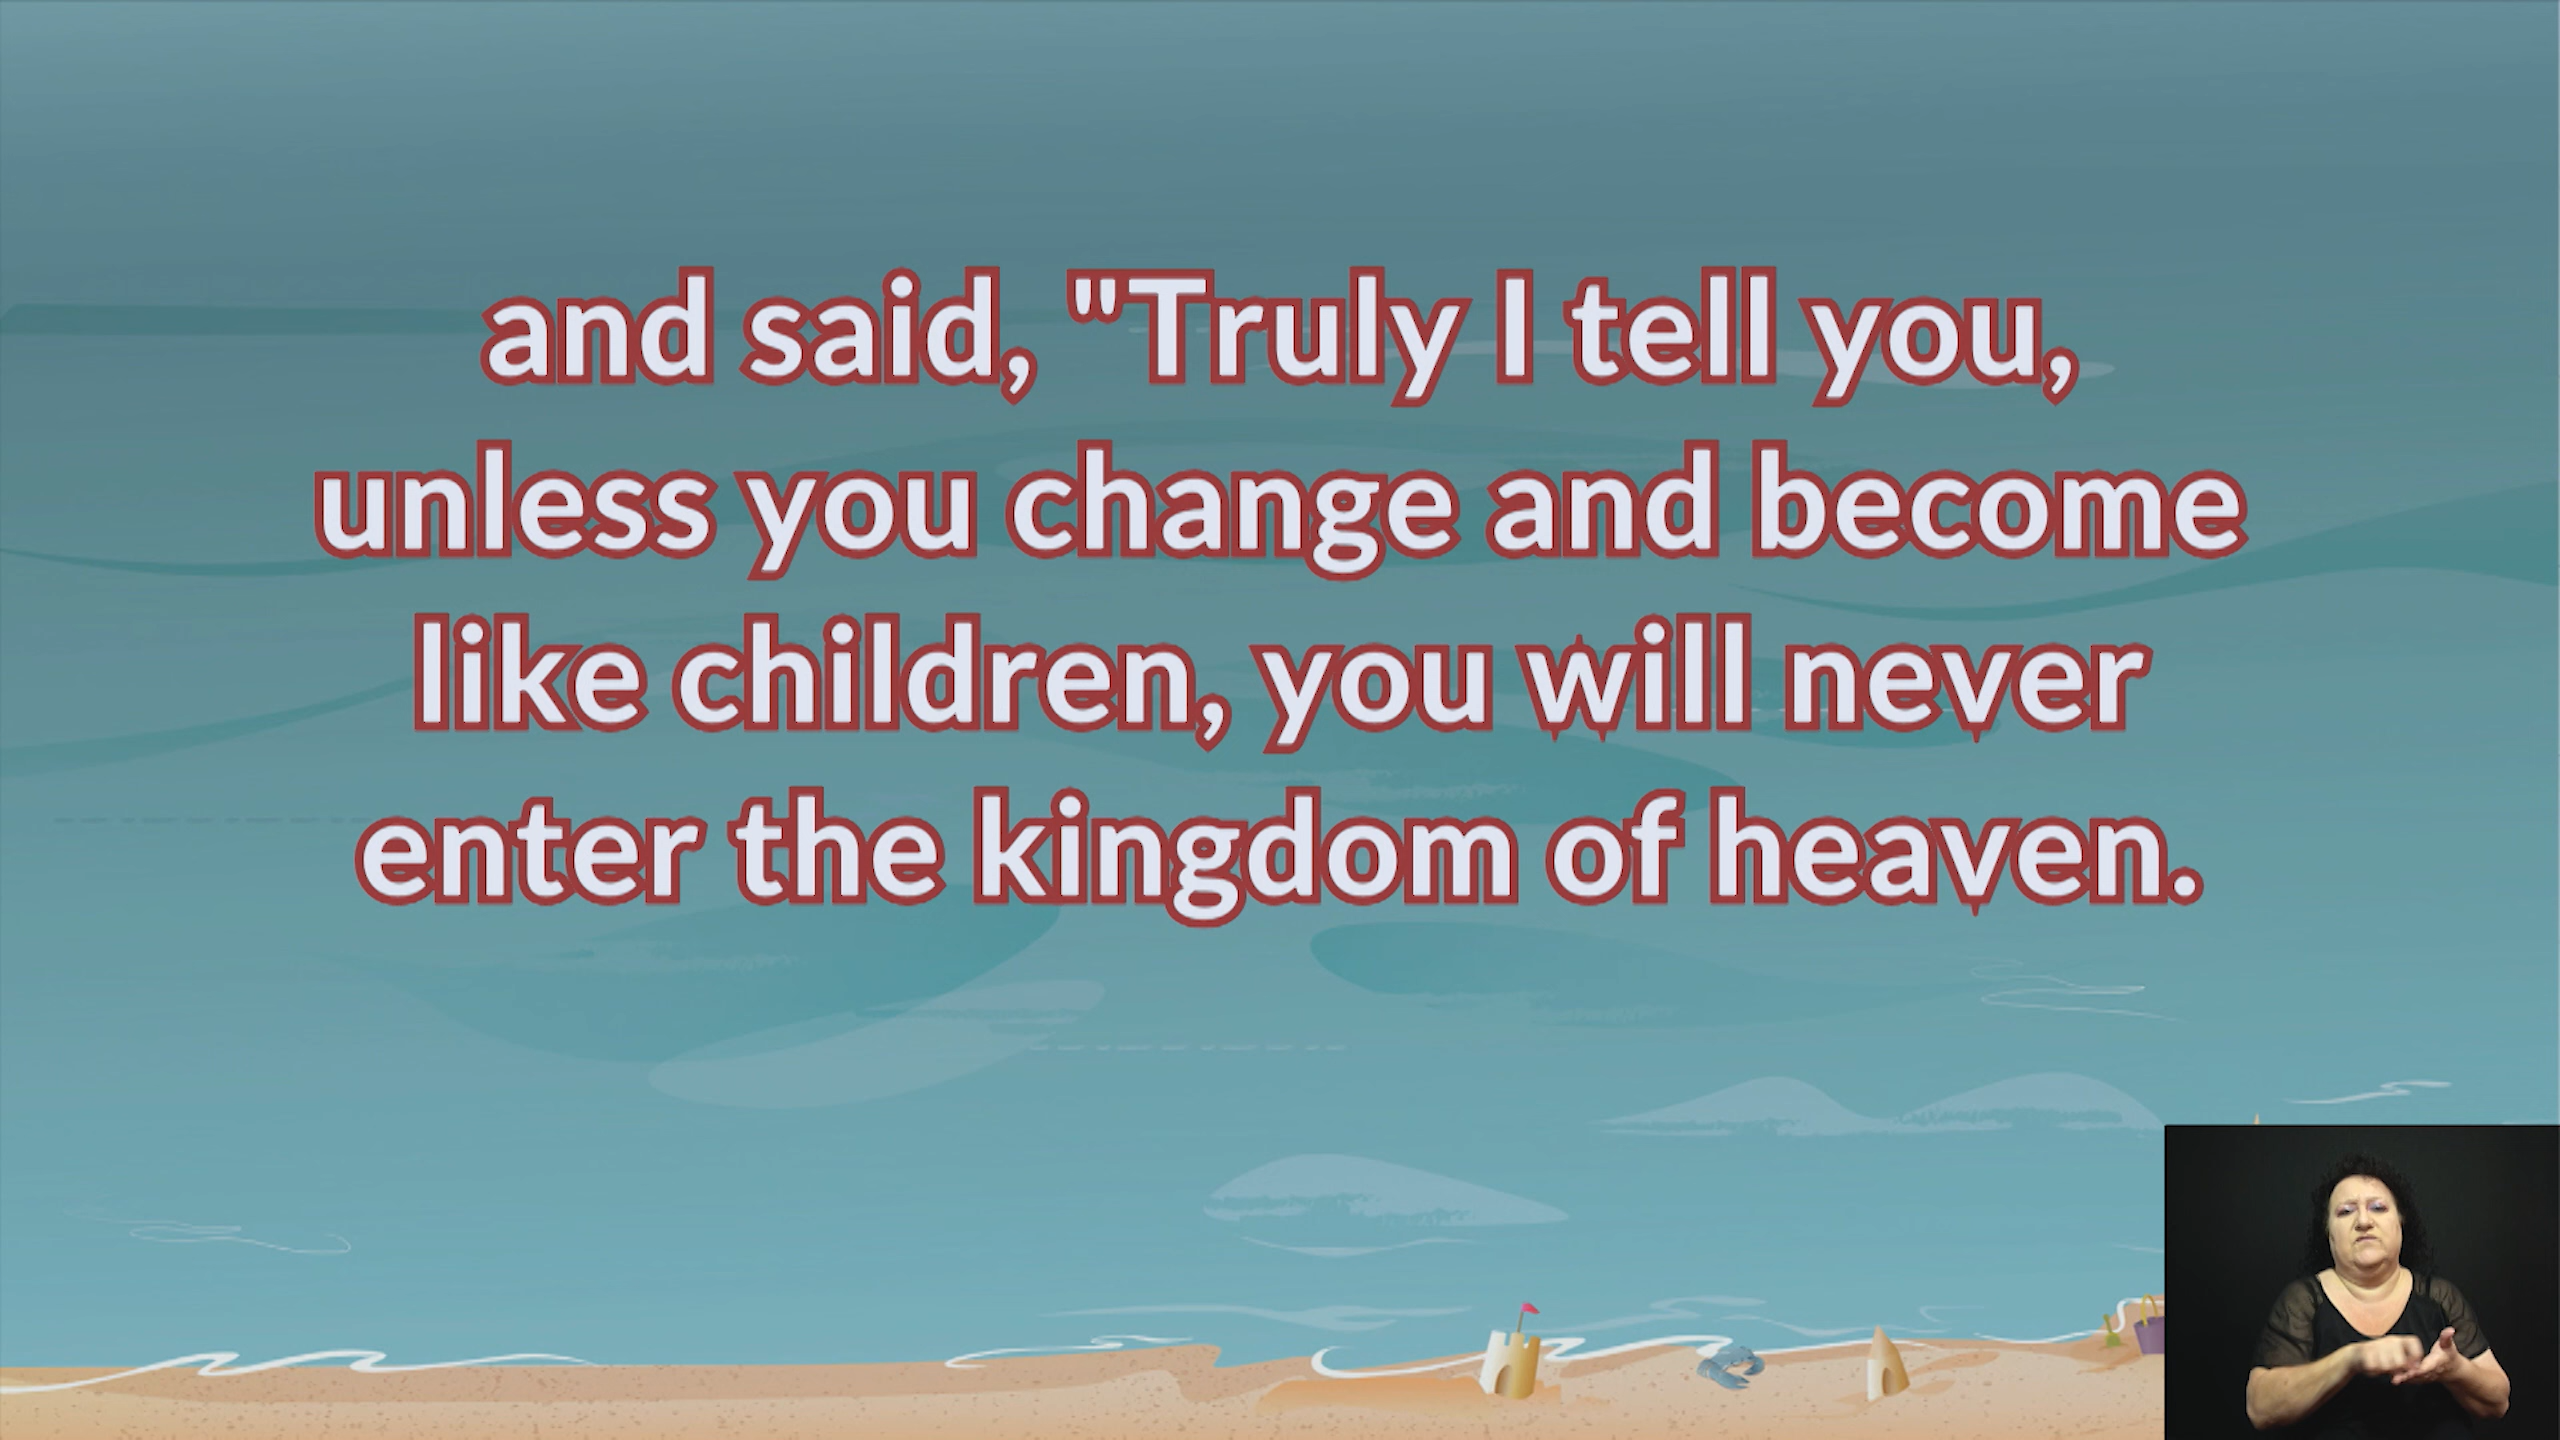 and said, "Truly I tell you,
unless you change and become
like children, you will never
enter the kingdom of heaven.